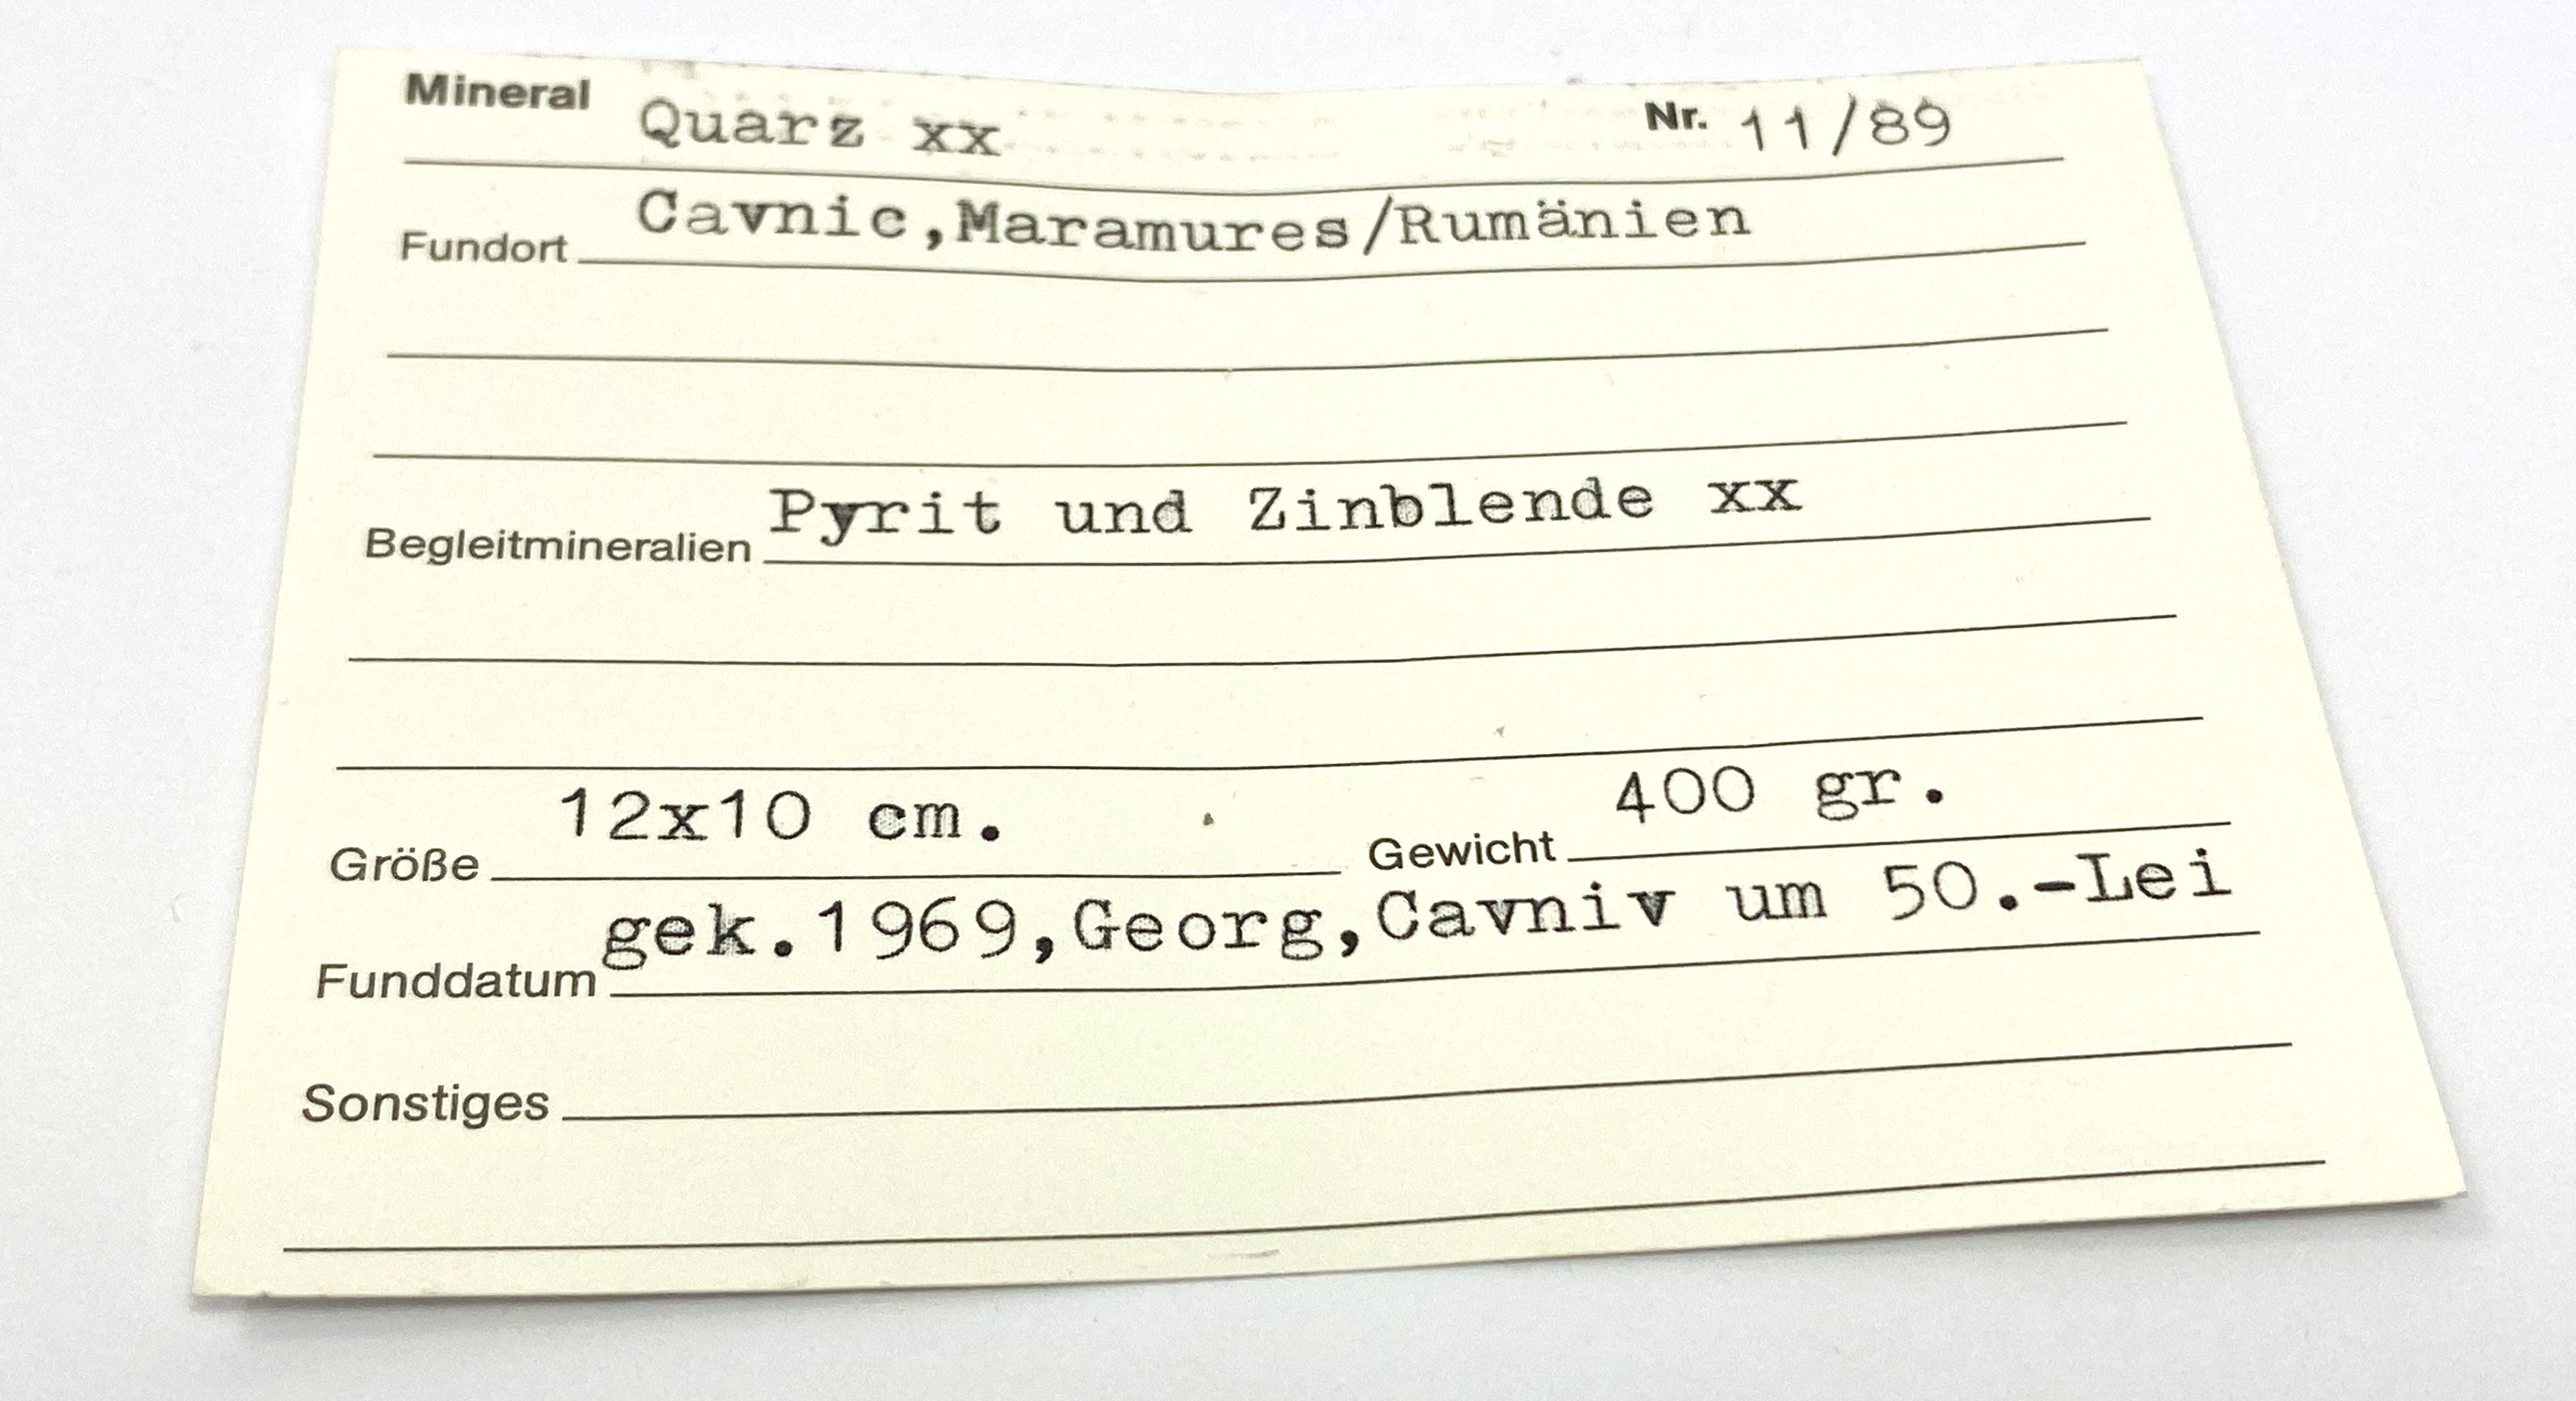 Mineral Quarz xx Nr. 11/89
Fundort Cavnic,Maramures/Rumänien
Begleitmineralien Pyrit und Zinblende xx
Größe 12x10 cm. Gewicht 400 gr.
Funddatum gek.1969,Georg,Cavniv um 50.-Lei
Sonstiges